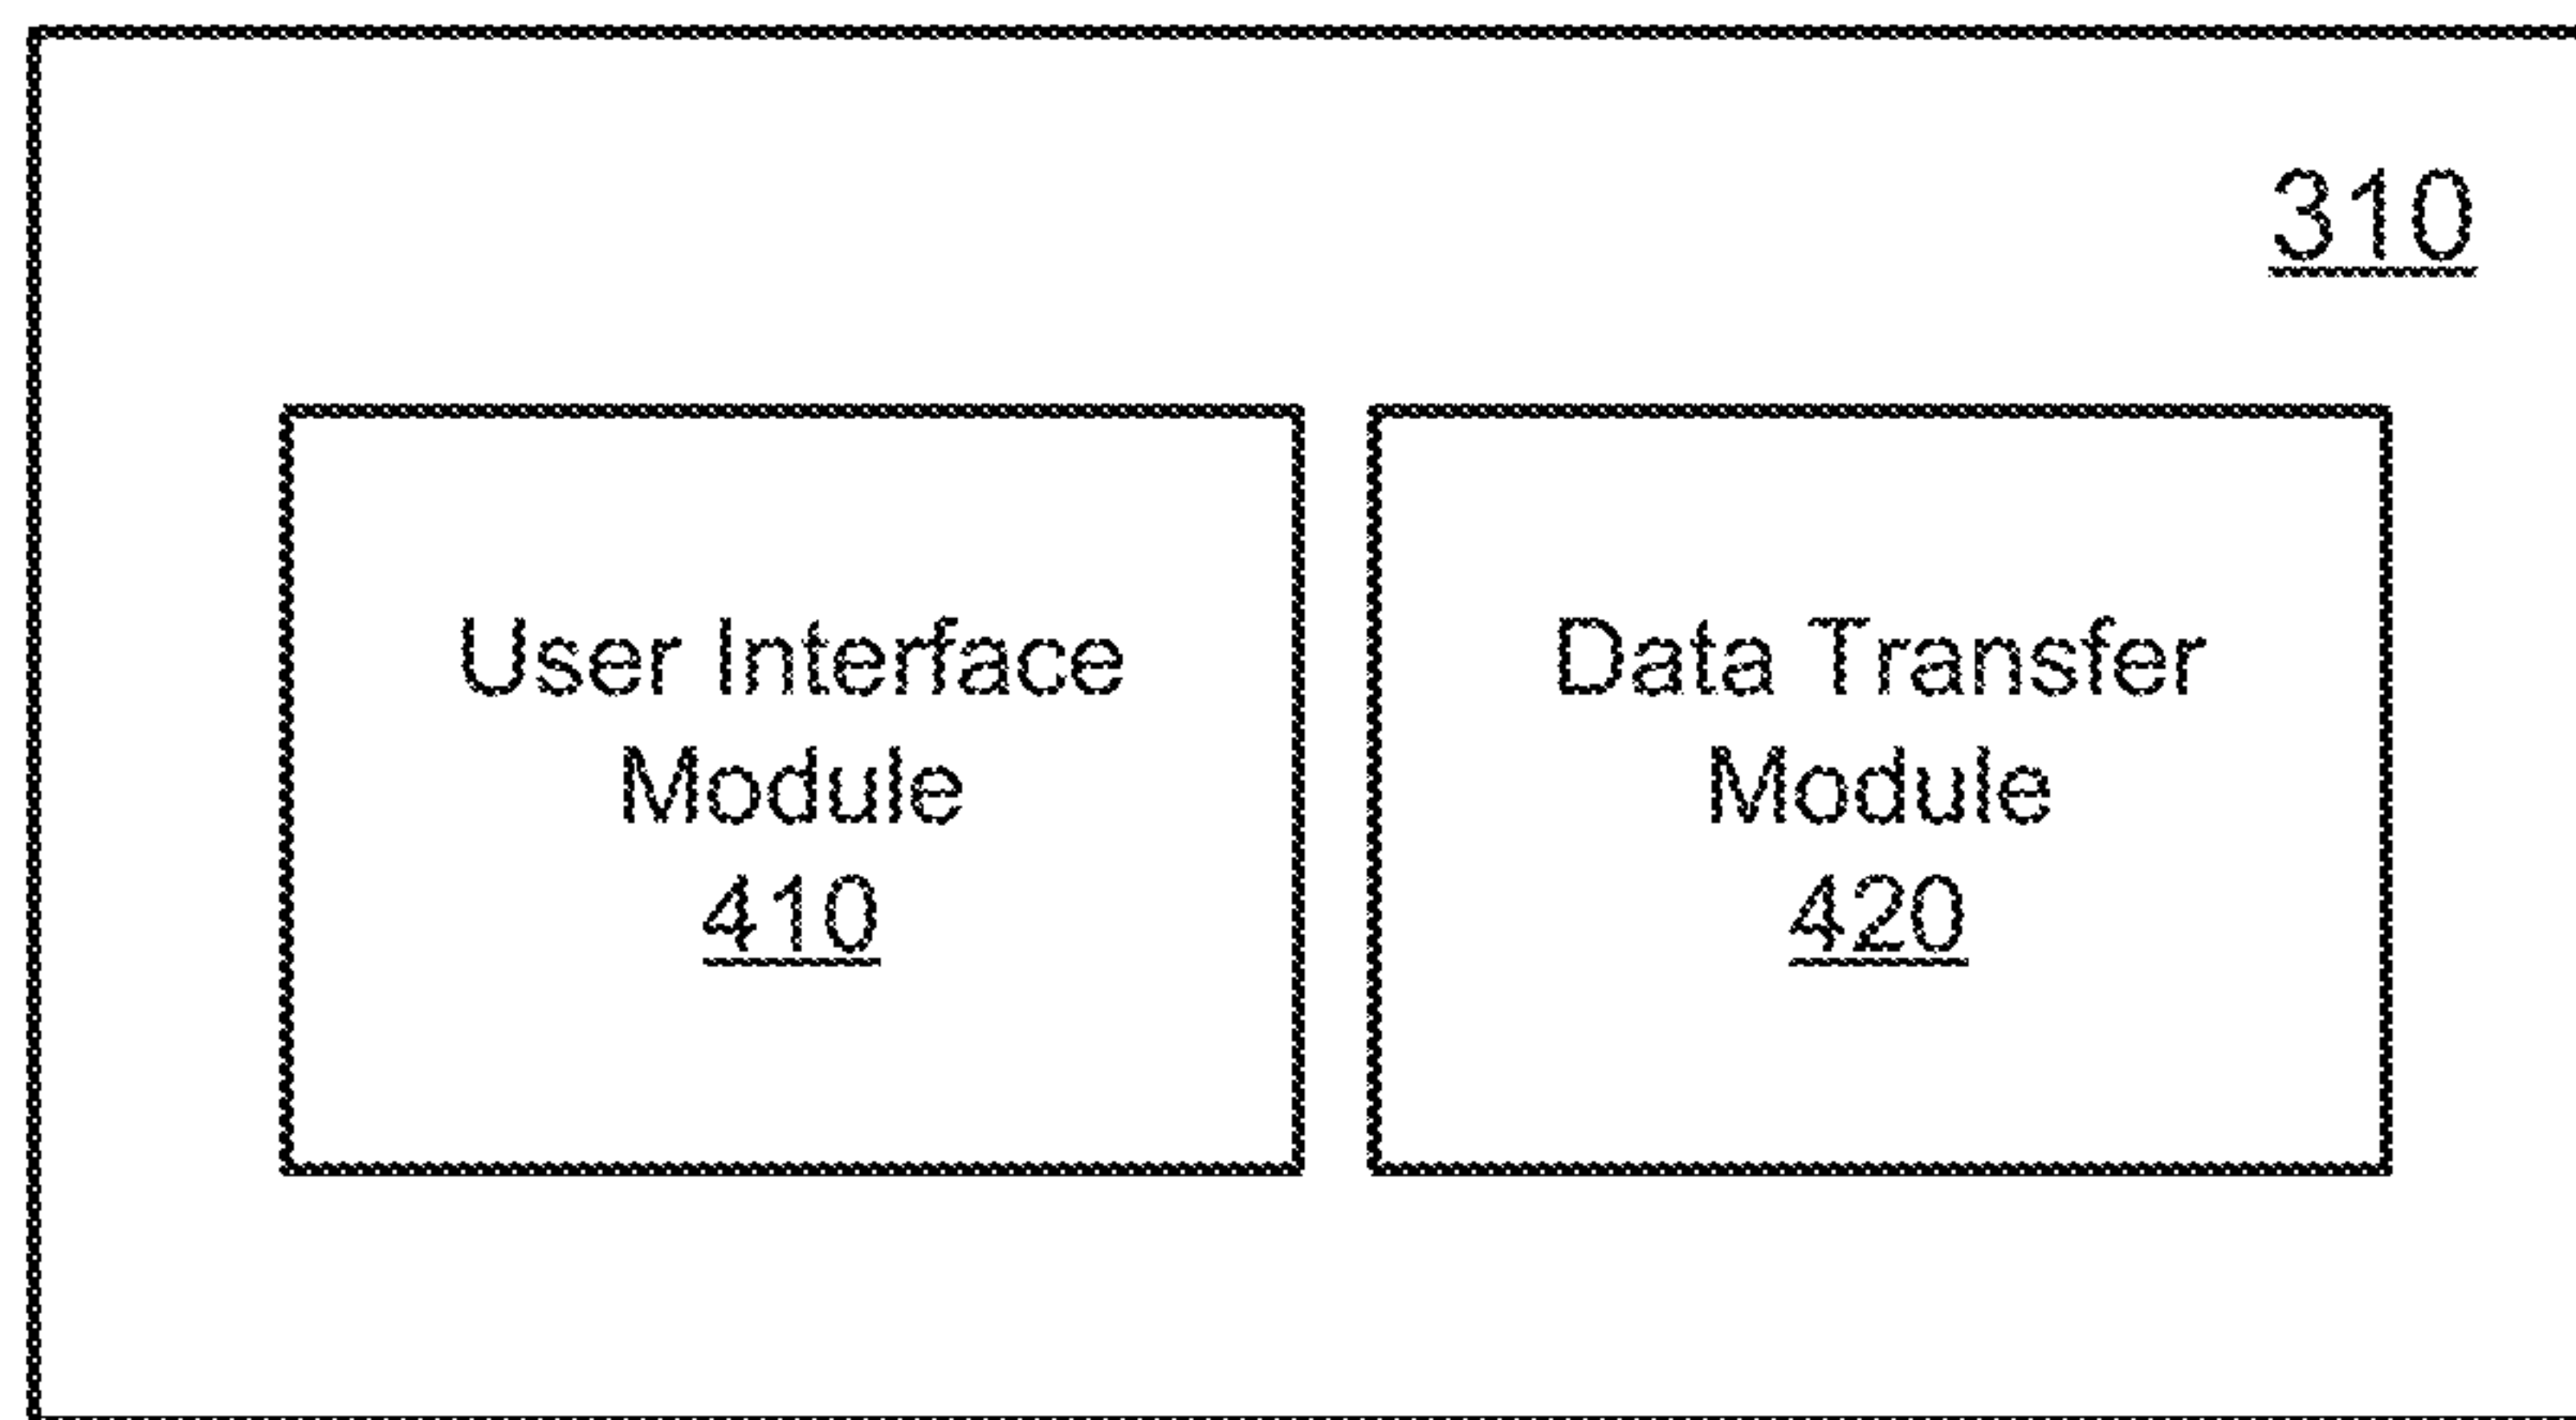 310
User Interface
Module
410
Data Transfer
Module
420